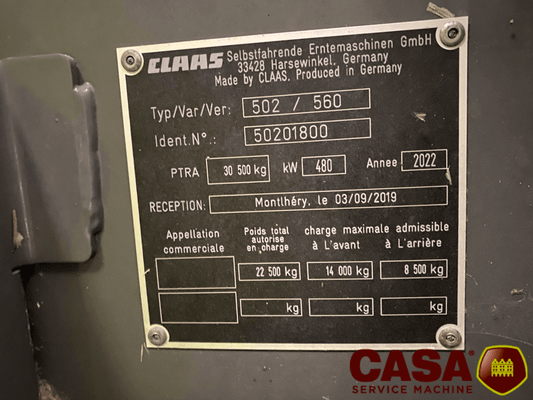 CLAAS Selbstfahrende Erntemaschinen GmbH
33428 Harsewinkel, Germany
Made by CLAAS. Produced in Germany
Typ/Var/Ver: 502 / 560
Ident.N°.: 50201800
PTRA 30 500 kg kW 480 Annee 2022
RECEPTION: Montlhéry, le 03/09/2019
Appellation commerciale
Poids total autorise en charge
charge maximale admissible
à L'avant à L'arrière
22 500 kg 14 000 kg 8 500 kg
kg kg kg
CASA
SERVICE MACHINE